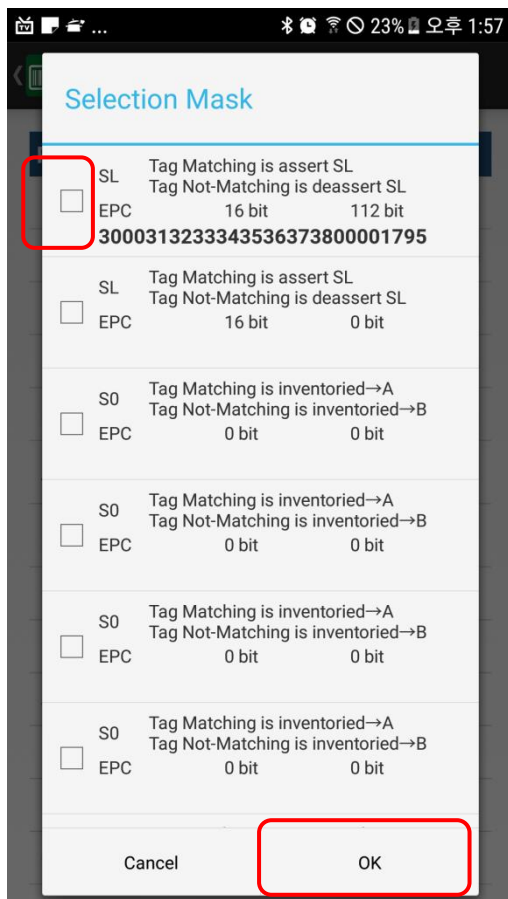 ... 23% 오후 1:57
Selection Mask
SL Tag Matching is assert SL
Tag Not-Matching is deassert SL
EPC 16 bit 112 bit
3000313233343536373800001795
SL Tag Matching is assert SL
Tag Not-Matching is deassert SL
EPC 16 bit 0 bit
S0 Tag Matching is inventoried→A
Tag Not-Matching is inventoried→B
EPC 0 bit 0 bit
S0 Tag Matching is inventoried→A
Tag Not-Matching is inventoried→B
EPC 0 bit 0 bit
S0 Tag Matching is inventoried→A
Tag Not-Matching is inventoried→B
EPC 0 bit 0 bit
S0 Tag Matching is inventoried→A
Tag Not-Matching is inventoried→B
EPC 0 bit 0 bit
Cancel OK